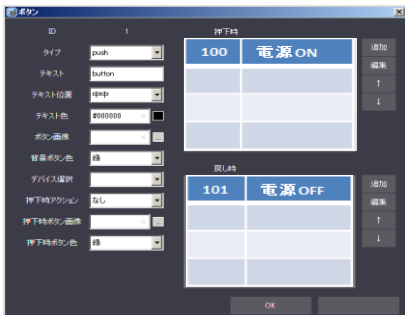 ボタン
ID 1
タイプ push
テキスト button
テキスト位置 中央中
テキスト色 #000000
ボタン画像
背景ボタン色 緑
デバイス選択
押下時アクション なし
押下時ボタン画像
押下時ボタン色 緑
押下時
100 電源ON
追加
編集
↑
↓
戻し時
101 電源OFF
追加
編集
↑
↓
OK